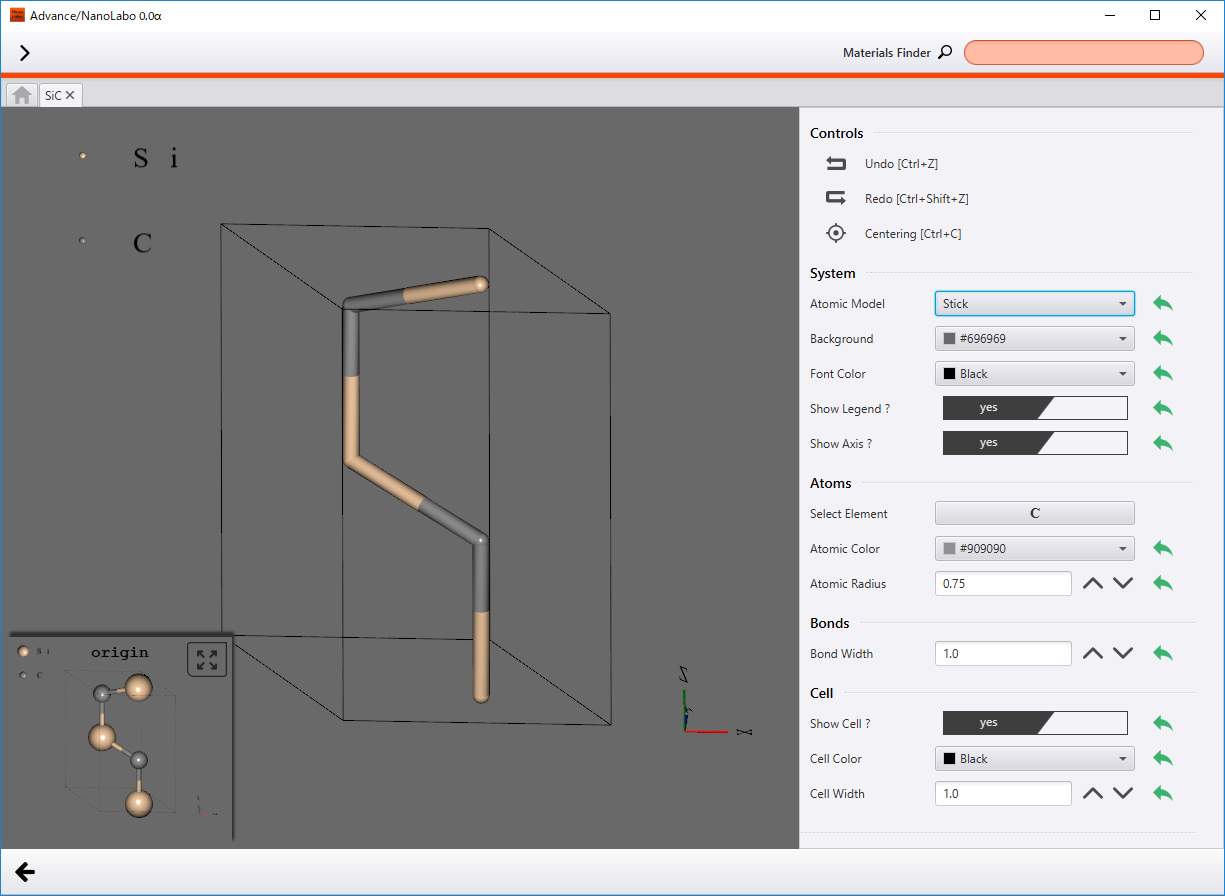 Advance/NanoLabo 0.0α
Materials Finder
SiC
S i
C
origin
S i
C
Z
X
Controls
Undo [Ctrl+Z]
Redo [Ctrl+Shift+Z]
Centering [Ctrl+C]
System
Atomic Model Stick
Background #696969
Font Color Black
Show Legend ? yes
Show Axis ? yes
Atoms
Select Element C
Atomic Color #909090
Atomic Radius 0.75
Bonds
Bond Width 1.0
Cell
Show Cell ? yes
Cell Color Black
Cell Width 1.0